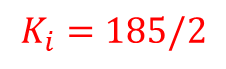 K_i = 185/2